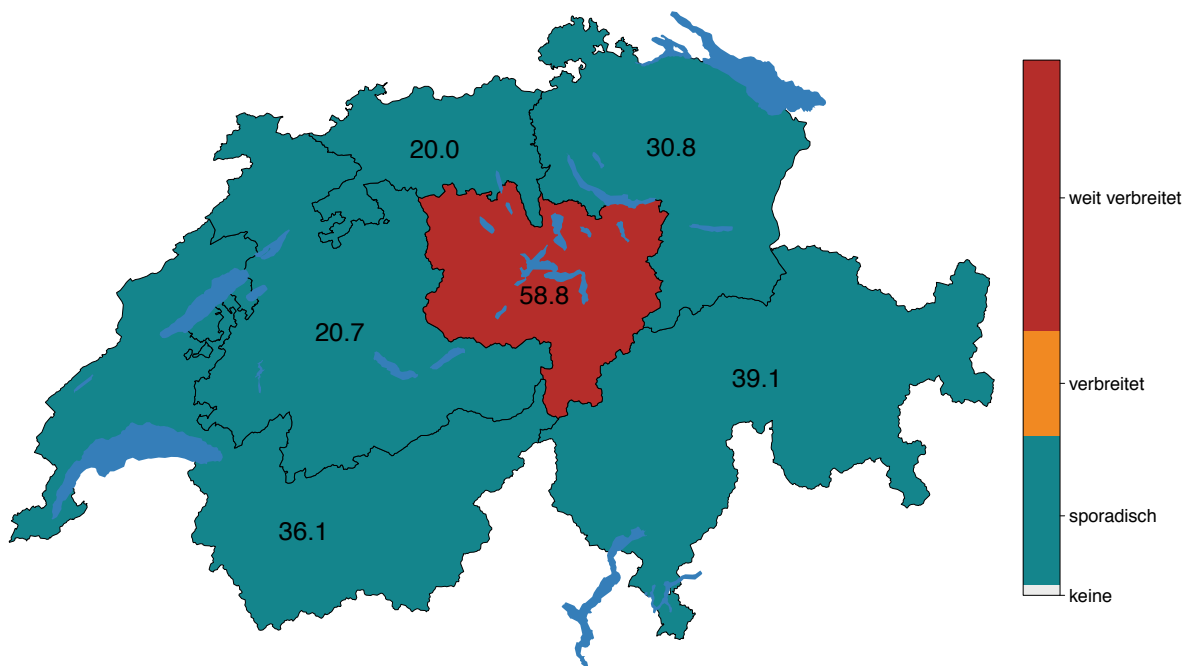 20.0
30.8
58.8
20.7
39.1
36.1
weit verbreitet
verbreitet
sporadisch
keine